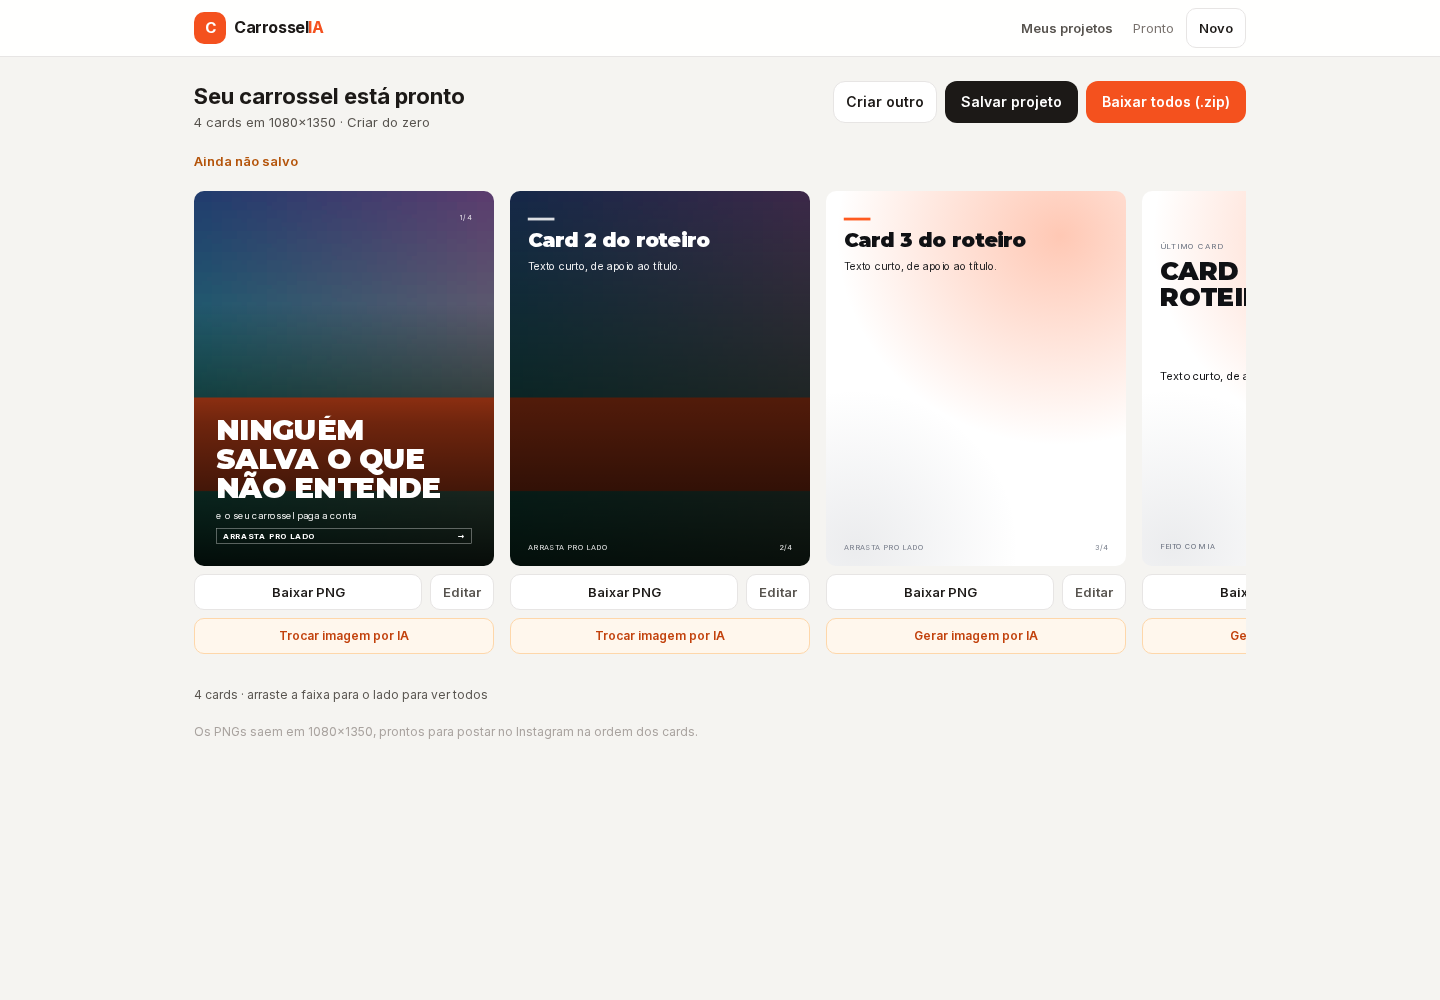 C CarrosselIA
Meus projetos Pronto Novo
Seu carrossel está pronto
4 cards em 1080×1350 · Criar do zero
Criar outro Salvar projeto Baixar todos (.zip)
Ainda não salvo
1/4
NINGUÉM
SALVA O QUE
NÃO ENTENDE
e o seu carrossel paga a conta
ARRASTA PRO LADO →
Card 2 do roteiro
Texto curto, de apoio ao título.
ARRASTA PRO LADO 2/4
Card 3 do roteiro
Texto curto, de apoio ao título.
ARRASTA PRO LADO 3/4
ÚLTIMO CARD
CARD
Texto curto, de
FEITO COM IA
Baixar PNG Editar
Trocar imagem por IA
Baixar PNG Editar
Trocar imagem por IA
Baixar PNG Editar
Gerar imagem por IA
4 cards · arraste a faixa para o lado para ver todos
Os PNGs saem em 1080×1350, prontos para postar no Instagram na ordem dos cards.